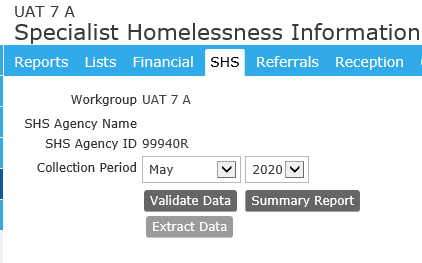 UAT 7 A
Specialist Homelessness Information
Reports Lists Financial SHS Referrals Reception
Workgroup UAT 7 A
SHS Agency Name
SHS Agency ID 99940R
Collection Period May 2020
Validate Data Summary Report
Extract Data